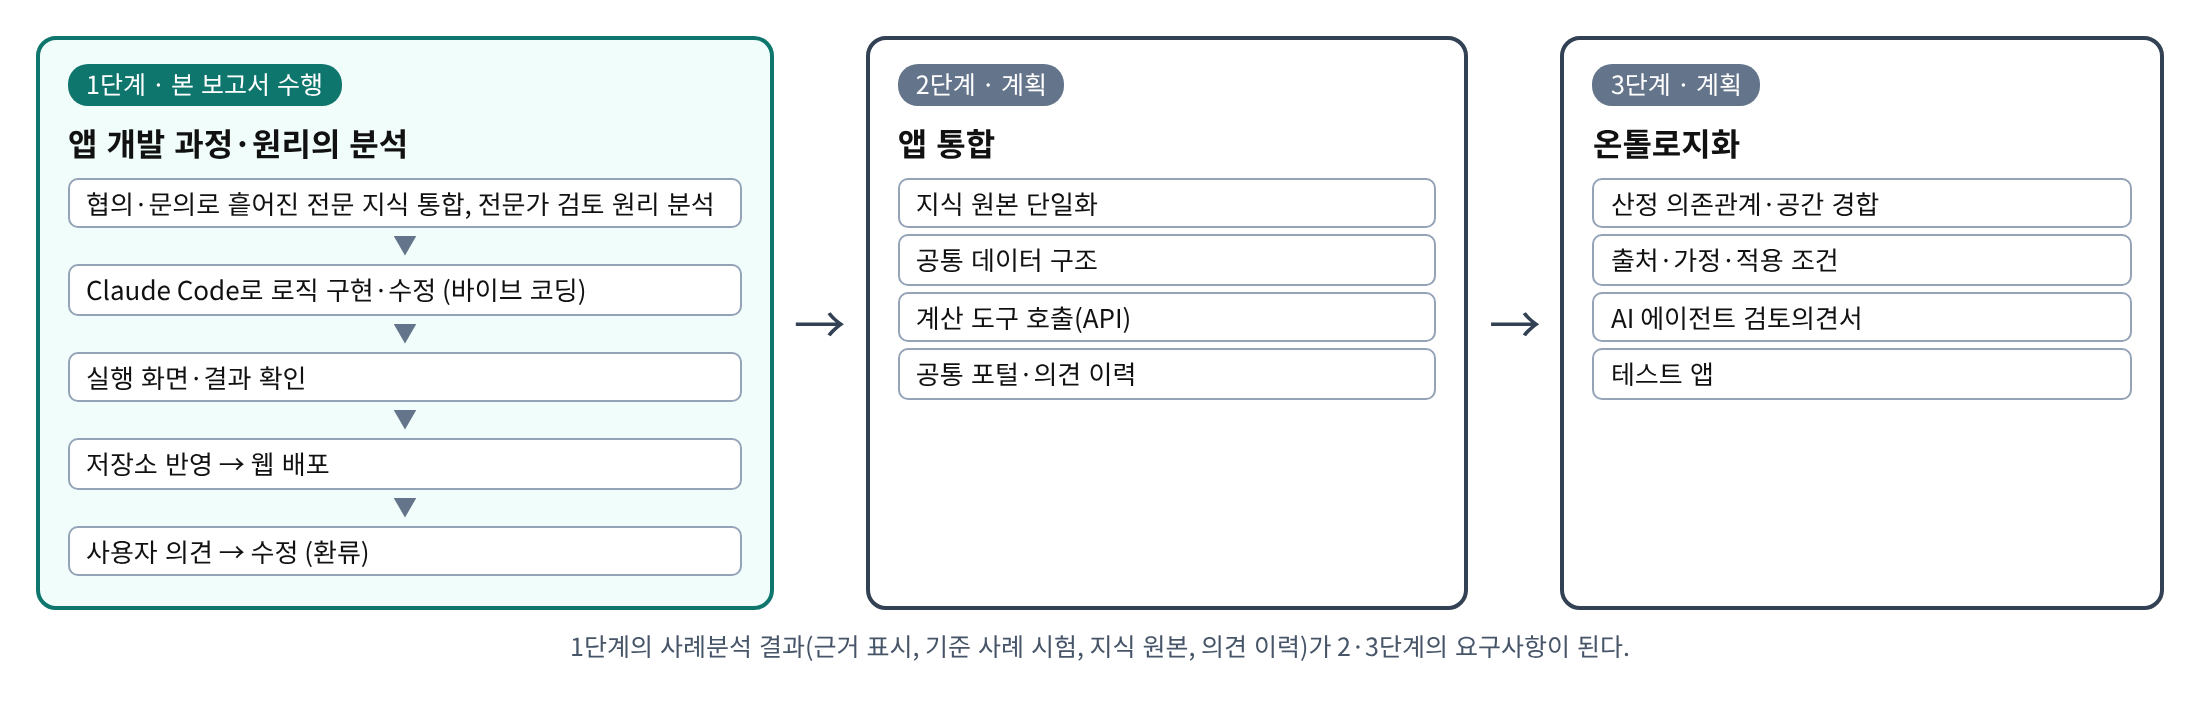 1단계 · 본 보고서 수행
앱 개발 과정·원리의 분석
협의·문의로 흩어진 전문 지식 통합, 전문가 검토 원리 분석
▼
Claude Code로 로직 구현·수정 (바이브 코딩)
▼
실행 화면·결과 확인
▼
저장소 반영 → 웹 배포
▼
사용자 의견 → 수정 (환류)
→
2단계 · 계획
앱 통합
지식 원본 단일화
공통 데이터 구조
계산 도구 호출(API)
공통 포털·의견 이력
→
3단계 · 계획
온톨로지화
산정 의존관계·공간 경합
출처·가정·적용 조건
AI 에이전트 검토의견서
테스트 앱
1단계의 사례분석 결과(근거 표시, 기준 사례 시험, 지식 원본, 의견 이력)가 2·3단계의 요구사항이 된다.